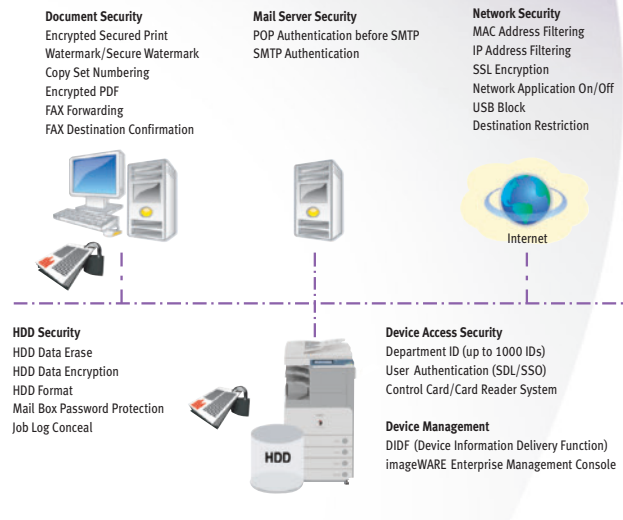 Document Security
Encrypted Secured Print
Watermark/Secure Watermark
Copy Set Numbering
Encrypted PDF
FAX Forwarding
FAX Destination Confirmation
Mail Server Security
POP Authentication before SMTP
SMTP Authentication
Network Security
MAC Address Filtering
IP Address Filtering
SSL Encryption
Network Application On/Off
USB Block
Destination Restriction
Internet
HDD Security
HDD Data Erase
HDD Data Encryption
HDD Format
Mail Box Password Protection
Job Log Conceal
HDD
Device Access Security
Department ID (up to 1000 IDs)
User Authentication (SDL/SSO)
Control Card/Card Reader System
Device Management
DIDF (Device Information Delivery Function)
imageWARE Enterprise Management Console